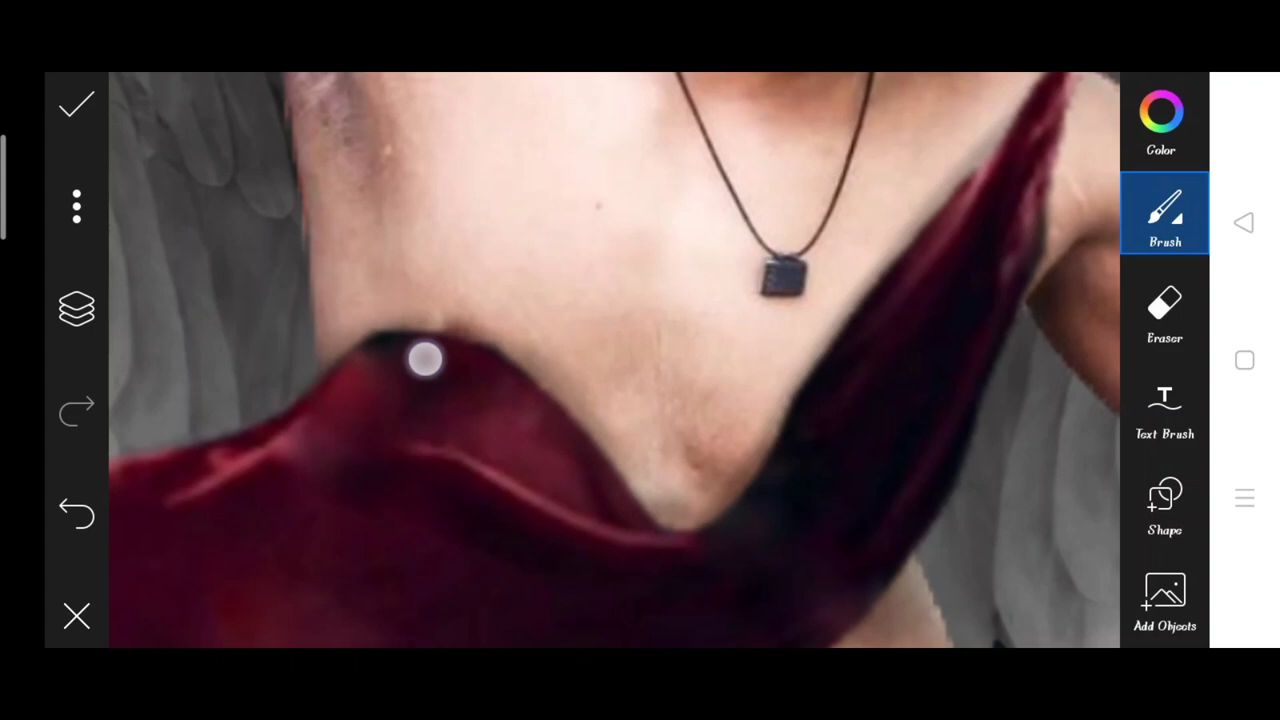 Color
Brush
Eraser
Text Brush
Shape
Add Objects